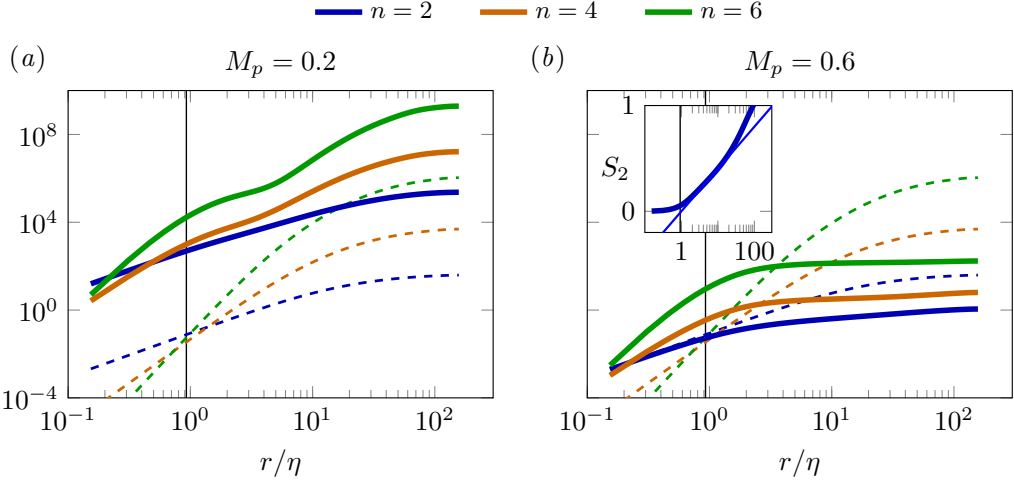 n = 2 n = 4 n = 6
(a) M_p = 0.2
10^8
10^4
10^0
10^−4
10^−1 10^0 10^1 10^2
r/η
(b) M_p = 0.6
1
S_2
0
1 100
10^−1 10^0 10^1 10^2
r/η